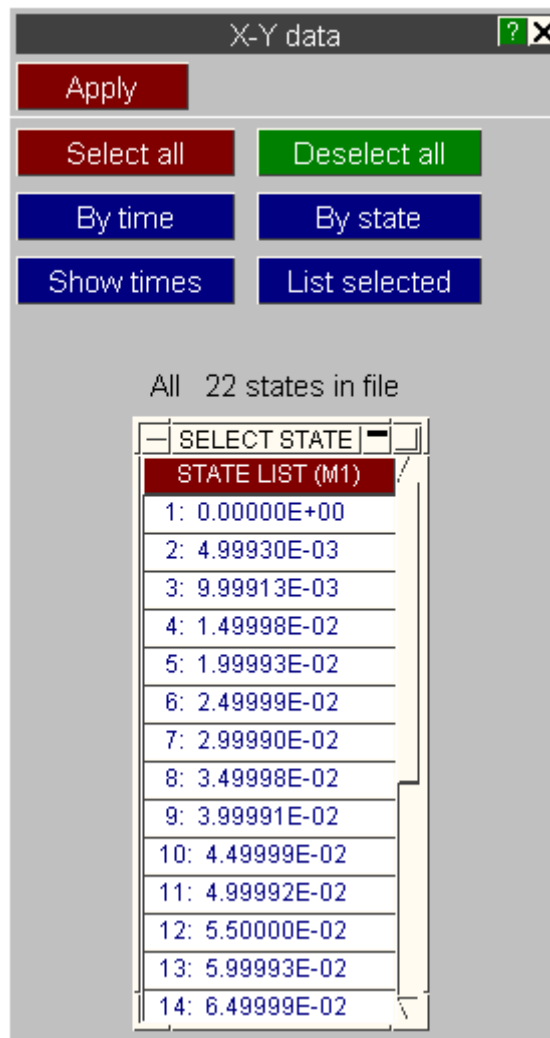 X-Y data ? X
Apply
Select all Deselect all
By time By state
Show times List selected
All 22 states in file
SELECT STATE
STATE LIST (M1)
1: 0.00000E+00
2: 4.99930E-03
3: 9.99913E-03
4: 1.49998E-02
5: 1.99993E-02
6: 2.49999E-02
7: 2.99990E-02
8: 3.49998E-02
9: 3.99991E-02
10: 4.49999E-02
11: 4.99992E-02
12: 5.50000E-02
13: 5.99993E-02
14: 6.49999E-02